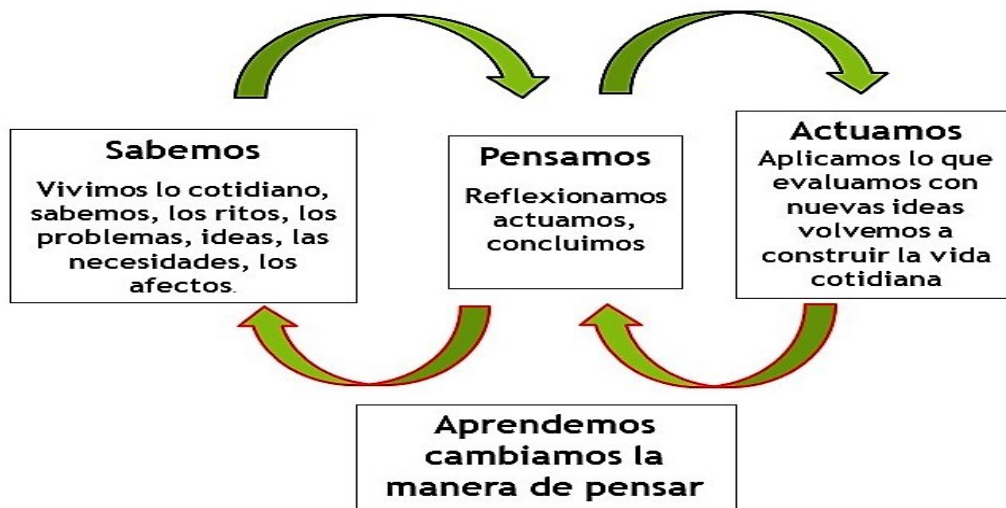 Sabemos
Vivimos lo cotidiano,
sabemos, los ritos, los
problemas, ideas, las
necesidades, los
afectos.
Pensamos
Reflexionamos
actuamos,
concluimos
Actuamos
Aplicamos lo que
evaluamos con
nuevas ideas
volvemos a
construir la vida
cotidiana
Aprendemos
cambiamos la
manera de pensar